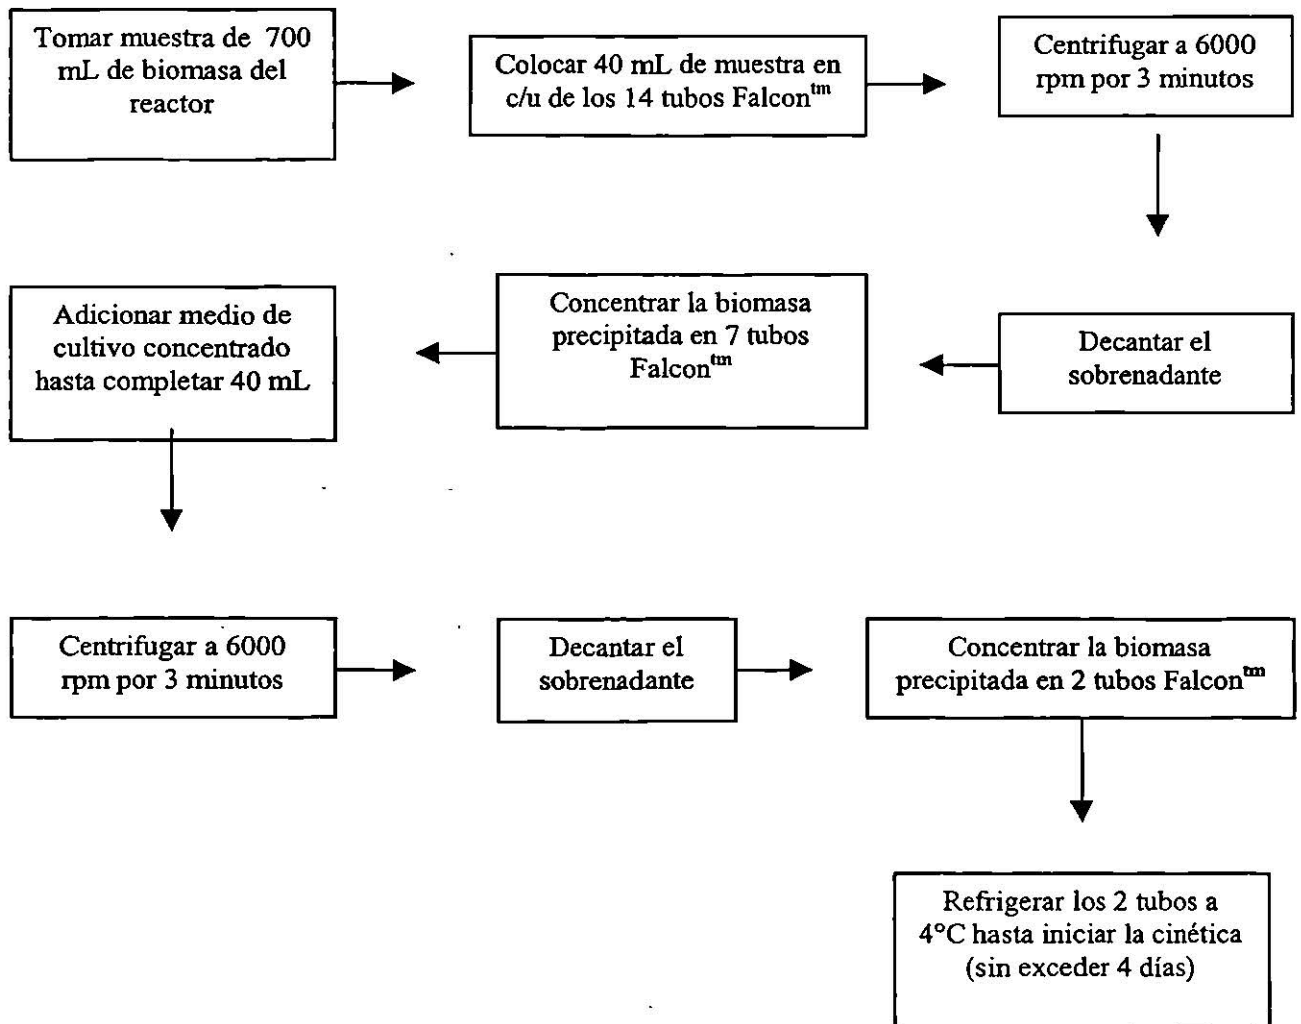 Tomar muestra de 700
mL de biomasa del
reactor
Colocar 40 mL de muestra en
c/u de los 14 tubos Falcon™
Centrifugar a 6000
rpm por 3 minutos
Decantar el
sobrenadante
Concentrar la biomasa
precipitada en 7 tubos
Falcon™
Adicionar medio de
cultivo concentrado
hasta completar 40 mL
Centrifugar a 6000
rpm por 3 minutos
Decantar el
sobrenadante
Concentrar la biomasa
precipitada en 2 tubos Falcon™
Refrigerar los 2 tubos a
4°C hasta iniciar la cinética
(sin exceder 4 días)